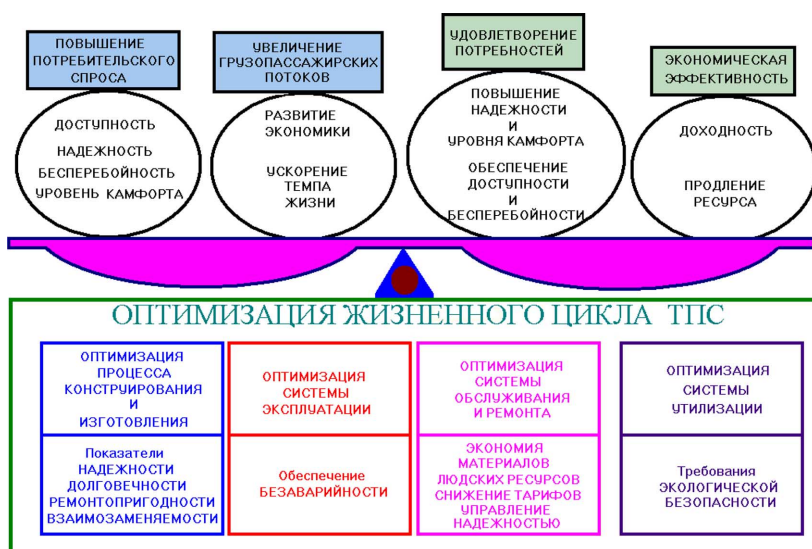 ПОВЫШЕНИЕ
ПОТРЕБИТЕЛЬСКОГО
СПРОСА
УВЕЛИЧЕНИЕ
ГРУЗОПАССАЖИРСКИХ
ПОТОКОВ
УДОВЛЕТВОРЕНИЕ
ПОТРЕБНОСТЕЙ
ЭКОНОМИЧЕСКАЯ
ЭФФЕКТИВНОСТЬ
ДОСТУПНОСТЬ
НАДЕЖНОСТЬ
БЕСПЕРЕБОЙНОСТЬ
УРОВЕНЬ КАМФОРТА
РАЗВИТИЕ
ЭКОНОМИКИ
УСКОРЕНИЕ
ТЕМПА
ЖИЗНИ
ПОВЫШЕНИЕ
НАДЕЖНОСТИ
И
УРОВНЯ КАМФОРТА
ОБЕСПЕЧЕНИЕ
ДОСТУПНОСТИ
И
БЕСПЕРЕБОЙНОСТИ
ДОХОДНОСТЬ
ПРОДЛЕНИЕ
РЕСУРСА
ОПТИМИЗАЦИЯ ЖИЗНЕННОГО ЦИКЛА ТПС
ОПТИМИЗАЦИЯ
ПРОЦЕССА
КОНСТРУИРОВАНИЯ
И
ИЗГОТОВЛЕНИЯ
ОПТИМИЗАЦИЯ
СИСТЕМЫ
ЭКСПЛУАТАЦИИ
ОПТИМИЗАЦИЯ
СИСТЕМЫ
ОБСЛУЖИВАНИЯ
И РЕМОНТА
ОПТИМИЗАЦИЯ
СИСТЕМЫ
УТИЛИЗАЦИИ
Показатели
НАДЕЖНОСТИ
ДОЛГОВЕЧНОСТИ
РЕМОНТОПРИГОДНОСТИ
ВЗАИМОЗАМЕНЯЕМОСТИ
Обеспечение
БЕЗАВАРИЙНОСТИ
ЭКОНОМИЯ
МАТЕРИАЛОВ
ЛЮДСКИХ РЕСУРСОВ
СНИЖЕНИЕ ТАРИФОВ
УПРАВЛЕНИЕ
НАДЕЖНОСТЬЮ
Требования
ЭКОЛОГИЧЕСКОЙ
БЕЗОПАСНОСТИ